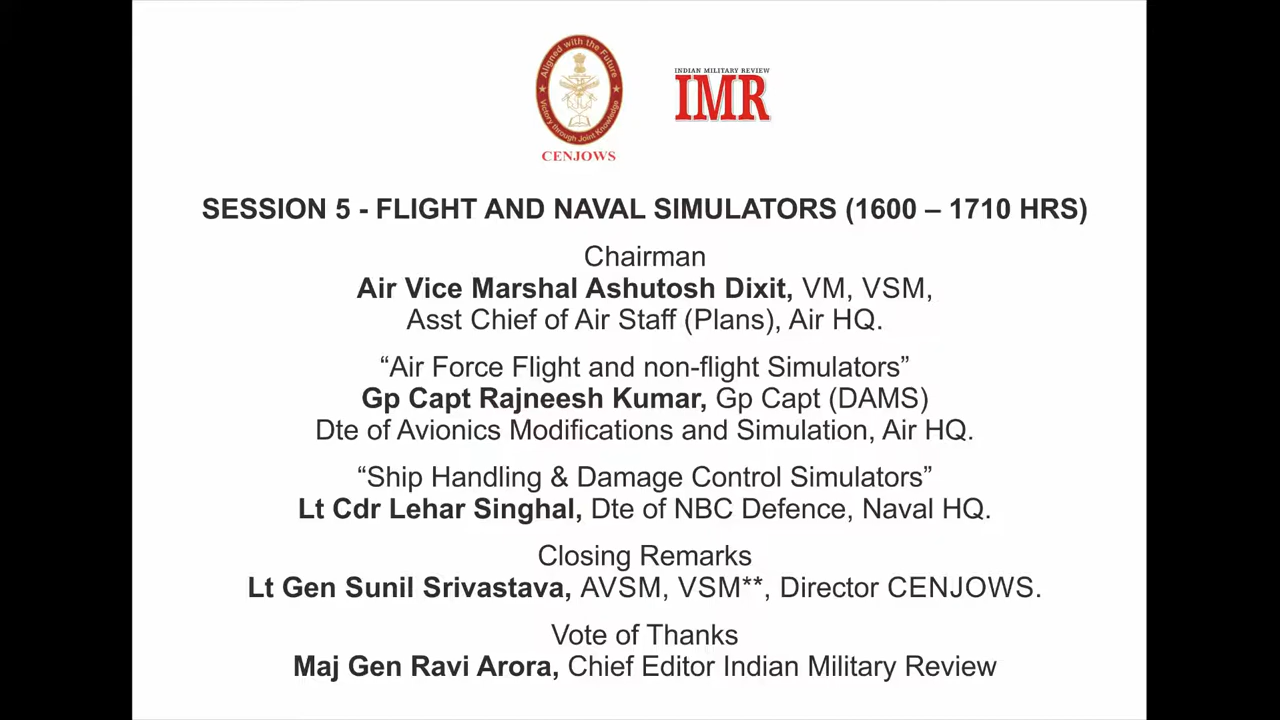 Aligned with the Future
Victory through Joint Knowledge
CENJOWS
INDIAN MILITARY REVIEW
IMR
SESSION 5 - FLIGHT AND NAVAL SIMULATORS (1600 – 1710 HRS)
Chairman
Air Vice Marshal Ashutosh Dixit, VM, VSM,
Asst Chief of Air Staff (Plans), Air HQ.
“Air Force Flight and non-flight Simulators”
Gp Capt Rajneesh Kumar, Gp Capt (DAMS)
Dte of Avionics Modifications and Simulation, Air HQ.
“Ship Handling & Damage Control Simulators”
Lt Cdr Lehar Singhal, Dte of NBC Defence, Naval HQ.
Closing Remarks
Lt Gen Sunil Srivastava, AVSM, VSM**, Director CENJOWS.
Vote of Thanks
Maj Gen Ravi Arora, Chief Editor Indian Military Review